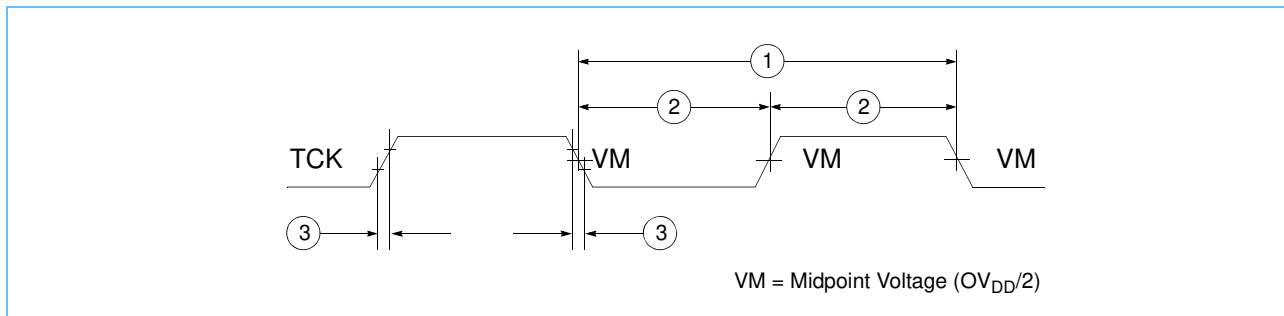 1
2 2
TCK VM VM VM
3 3
VM = Midpoint Voltage (OV_DD/2)